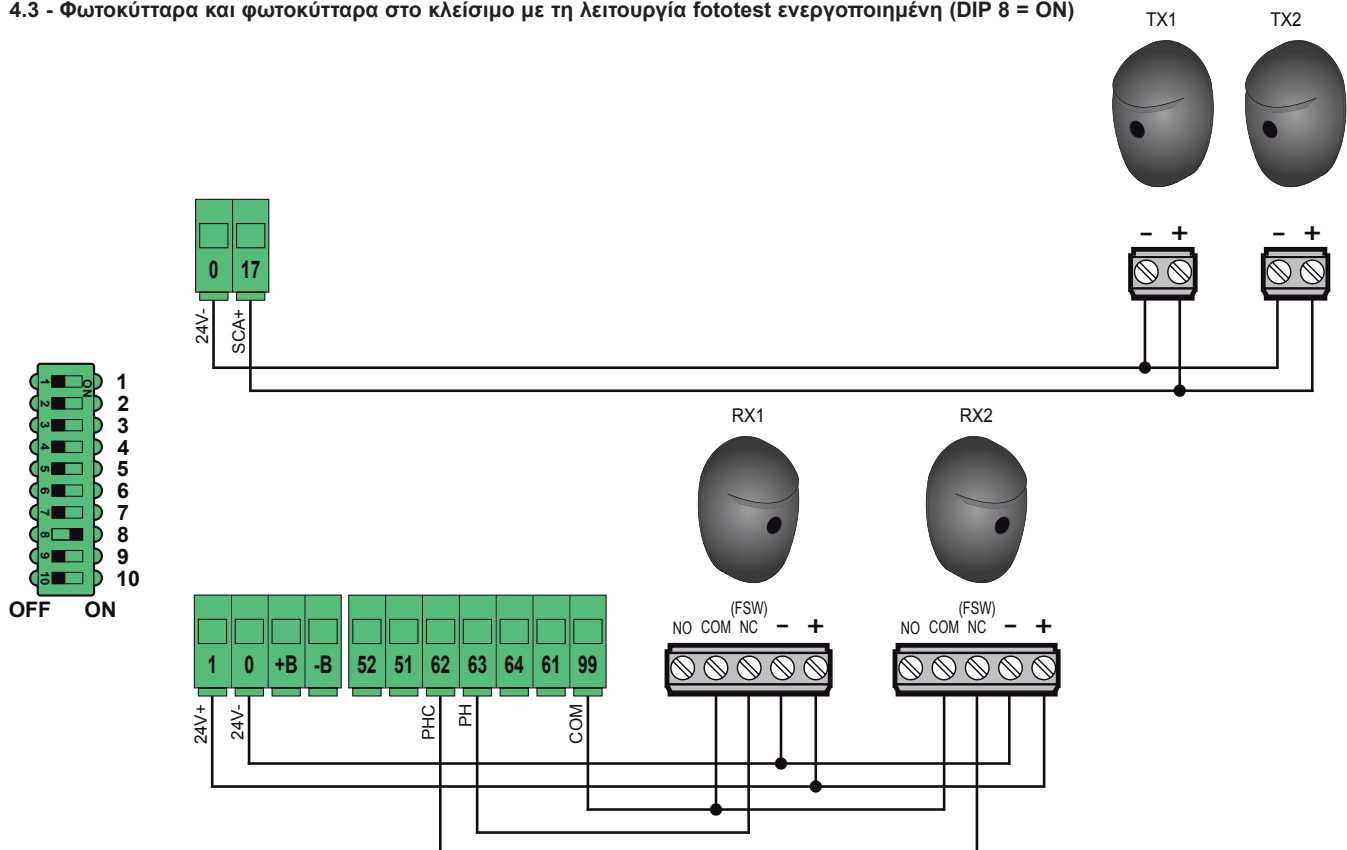 4.3 - Φωτοκύτταρα και φωτοκύτταρα στο κλείσιμο με τη λειτουργία fototest ενεργοποιημένη (DIP 8 = ON)
TX1 TX2
- + - +
0 17
24V- SCA+
ON
1 1
2 2
3 3
4 4
5 5
6 6
7 7
8 8
9 9
10 10
OFF ON
RX1 RX2
(FSW) (FSW)
NO COM NC - + NO COM NC - +
1 0 +B -B 52 51 62 63 64 61 99
24V+ 24V- PHC PH COM